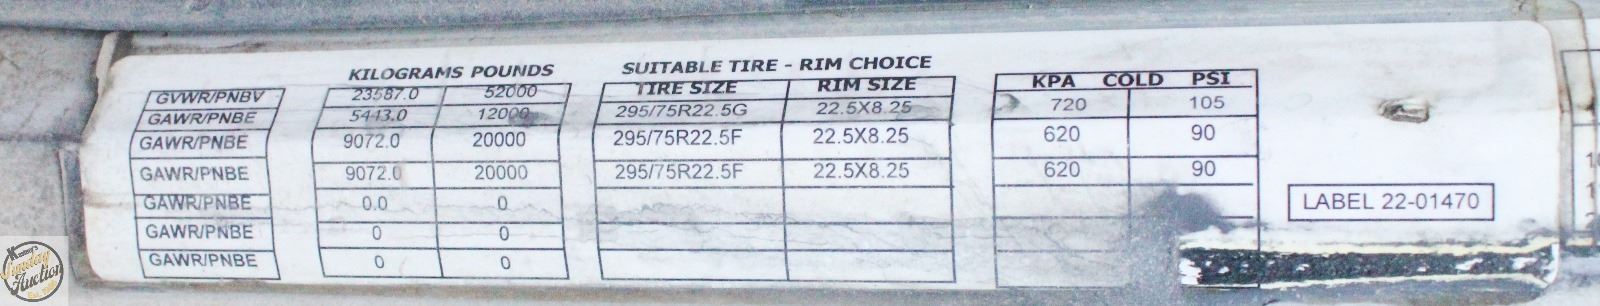 KILOGRAMS POUNDS SUITABLE TIRE - RIM CHOICE
TIRE SIZE RIM SIZE KPA COLD PSI
GVWR/PNBV 23587.0 52000
GAWR/PNBE 5443.0 12000 295/75R22.5G 22.5X8.25 720 105
GAWR/PNBE 9072.0 20000 295/75R22.5F 22.5X8.25 620 90
GAWR/PNBE 9072.0 20000 295/75R22.5F 22.5X8.25 620 90
GAWR/PNBE 0.0 0
GAWR/PNBE 0 0
GAWR/PNBE 0 0
LABEL 22-01470
Auction